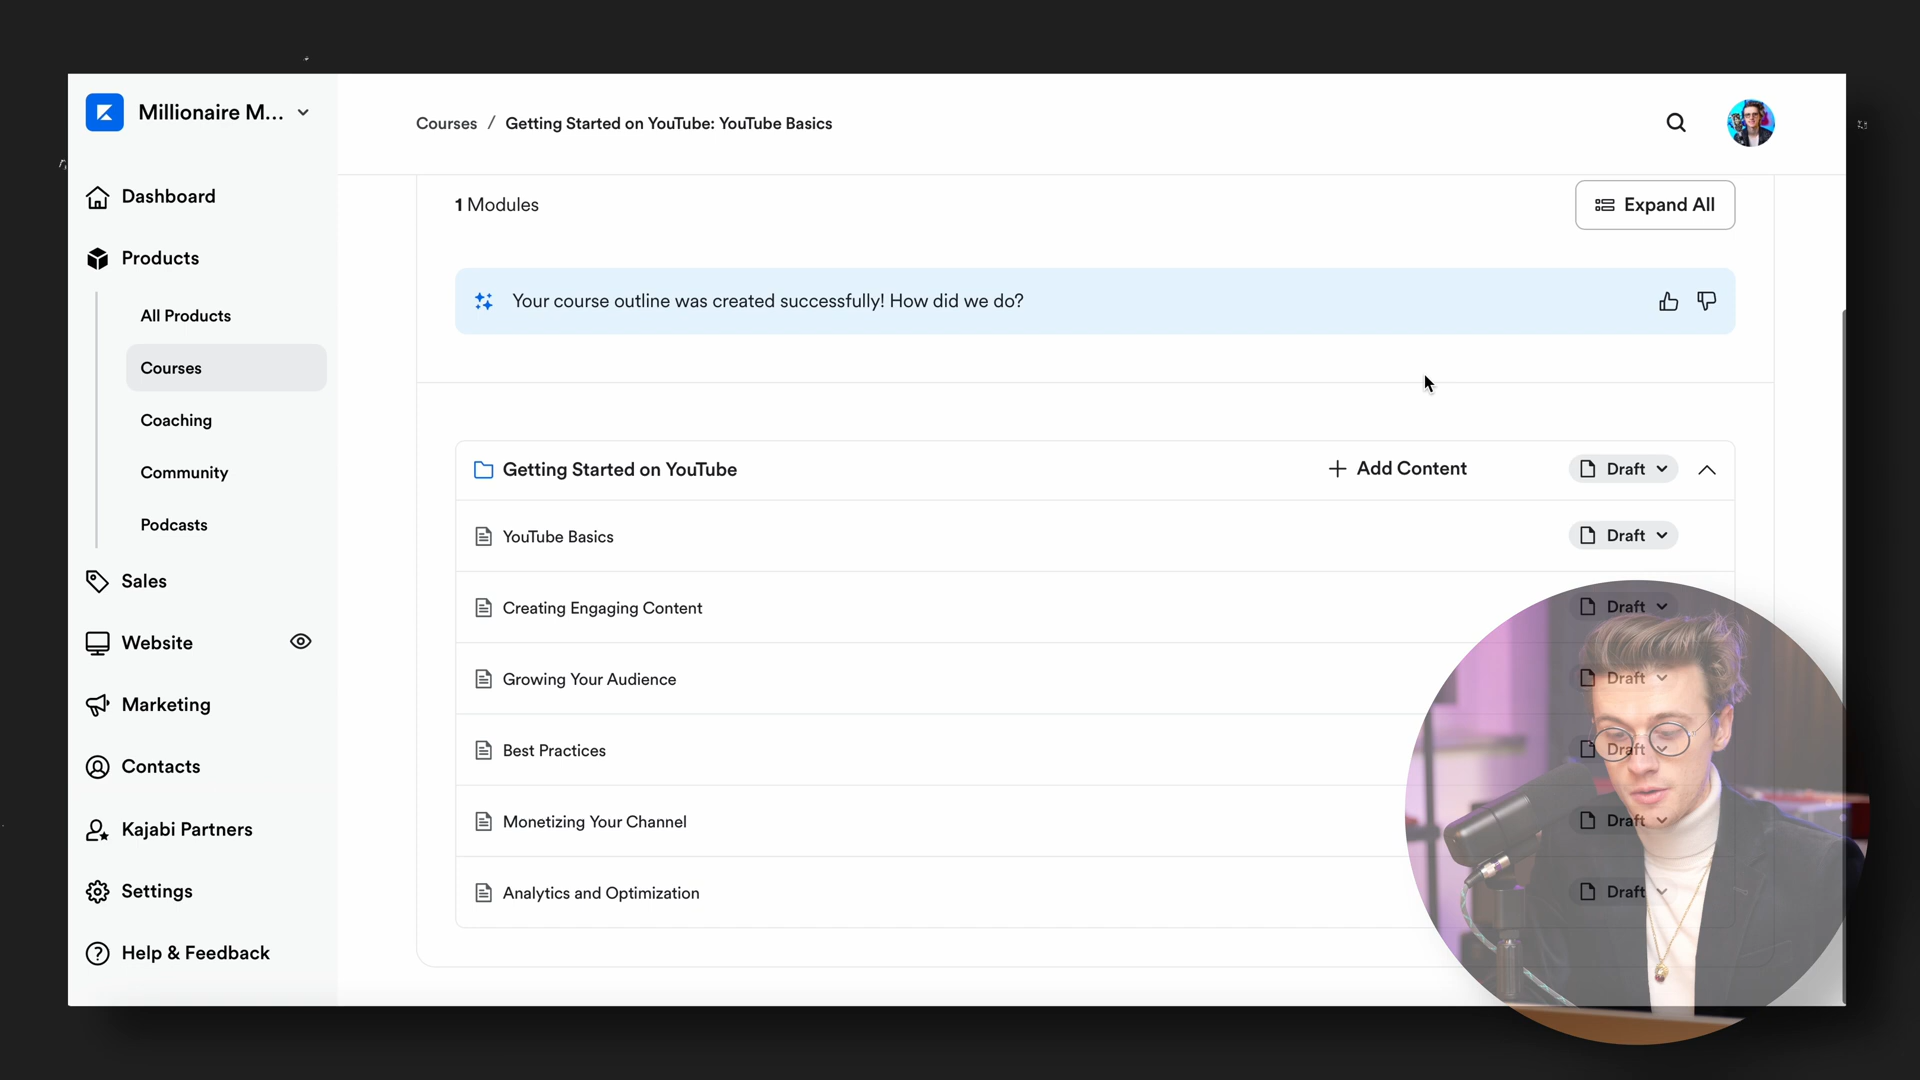 Millionaire M...
Courses / Getting Started on YouTube: YouTube Basics
Dashboard
Products
All Products
Courses
Coaching
Community
Podcasts
Sales
Website
Marketing
Contacts
Kajabi Partners
Settings
Help & Feedback
1 Modules
Expand All
Your course outline was created successfully! How did we do?
Getting Started on YouTube
+ Add Content
Draft
YouTube Basics
Draft
Creating Engaging Content
Draft
Growing Your Audience
Draft
Best Practices
Draft
Monetizing Your Channel
Draft
Analytics and Optimization
Draft